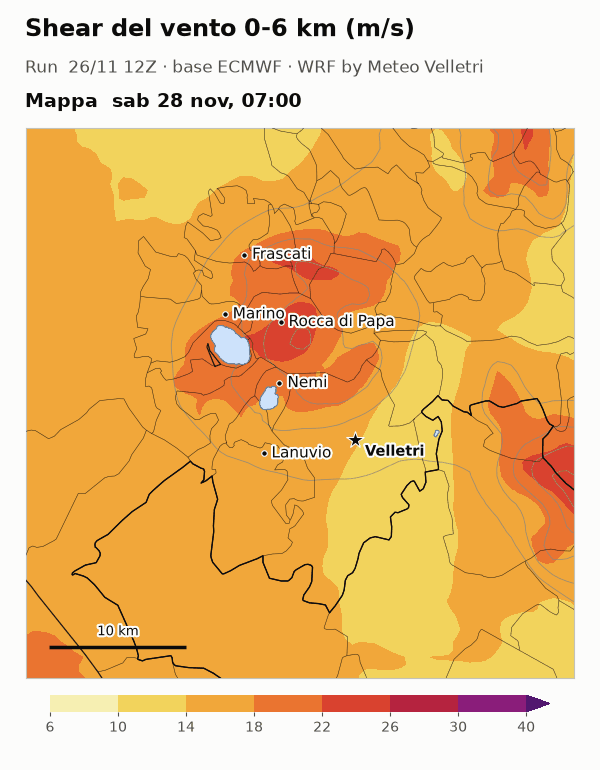 Shear del vento 0-6 km (m/s)
Run 26/11 12Z · base ECMWF · WRF by Meteo Velletri
Mappa sab 28 nov, 07:00
Frascati
Marino
Rocca di Papa
Nemi
Velletri
Lanuvio
10 km
6 10 14 18 22 26 30 40